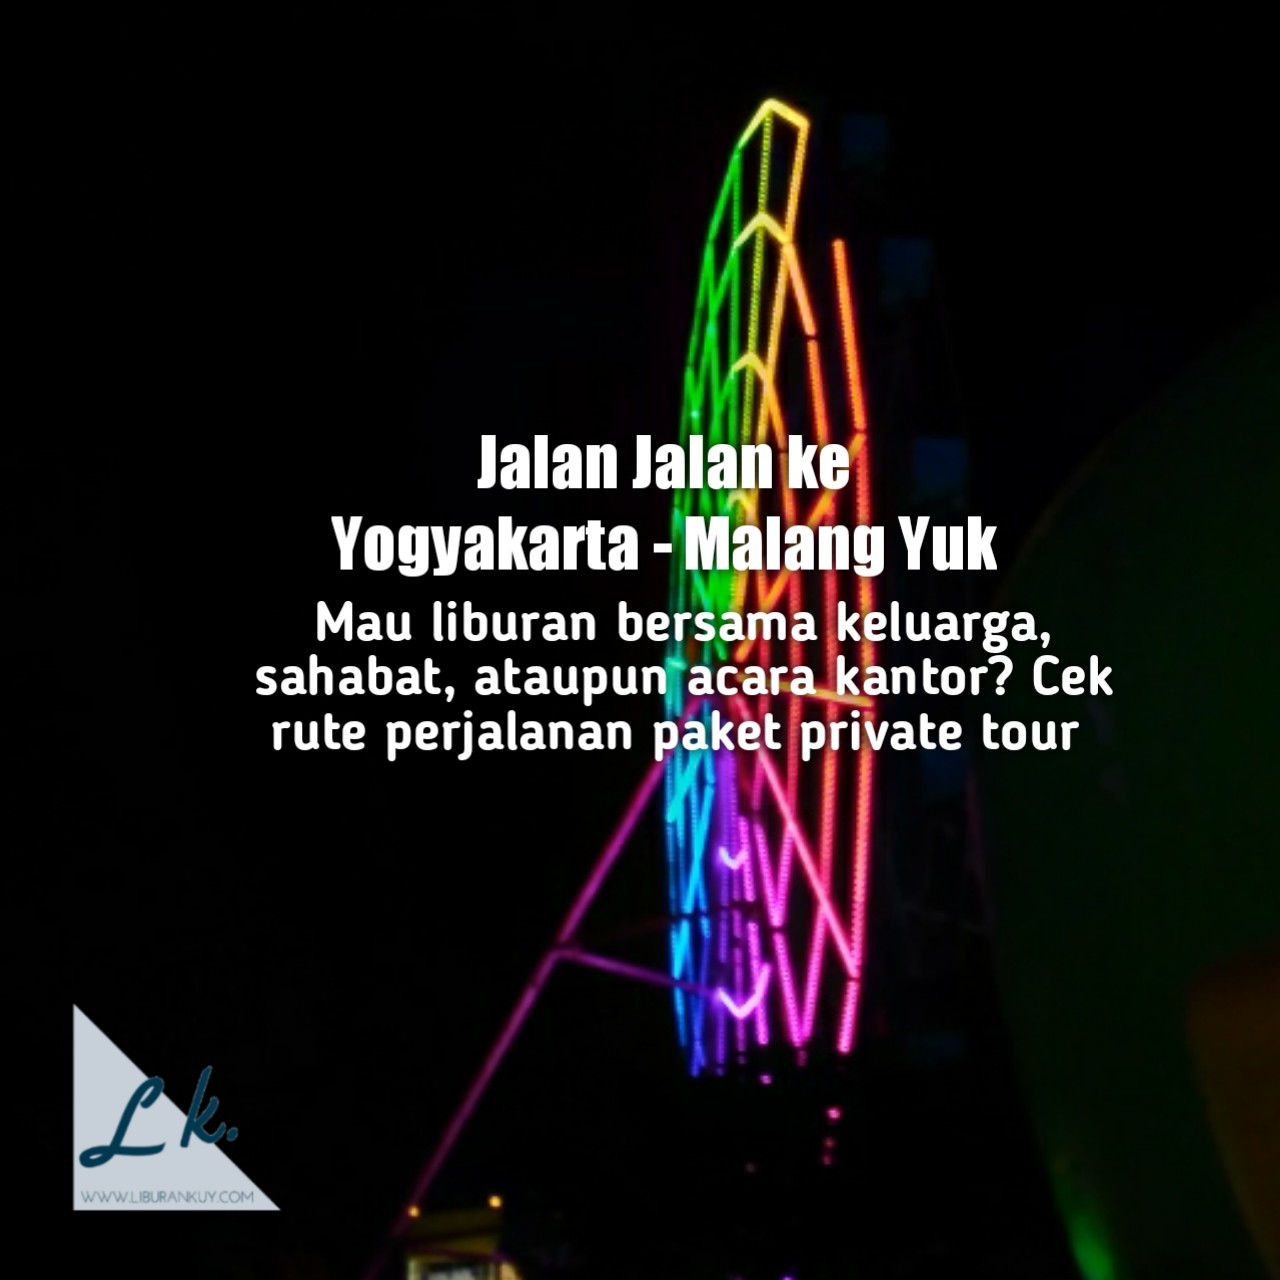 Jalan Jalan ke
Yogyakarta - Malang Yuk
Mau liburan bersama keluarga,
sahabat, ataupun acara kantor? Cek
rute perjalanan paket private tour
Lk.
WWW.LIBURANKUY.COM